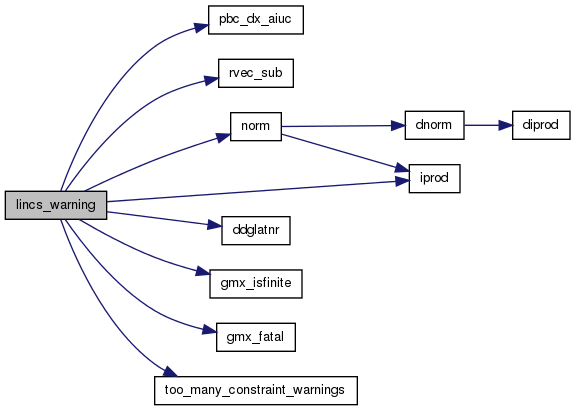 pbc_dx_aiuc
rvec_sub
norm
dnorm
diprod
iprod
lincs_warning
ddglatnr
gmx_isfinite
gmx_fatal
too_many_constraint_warnings